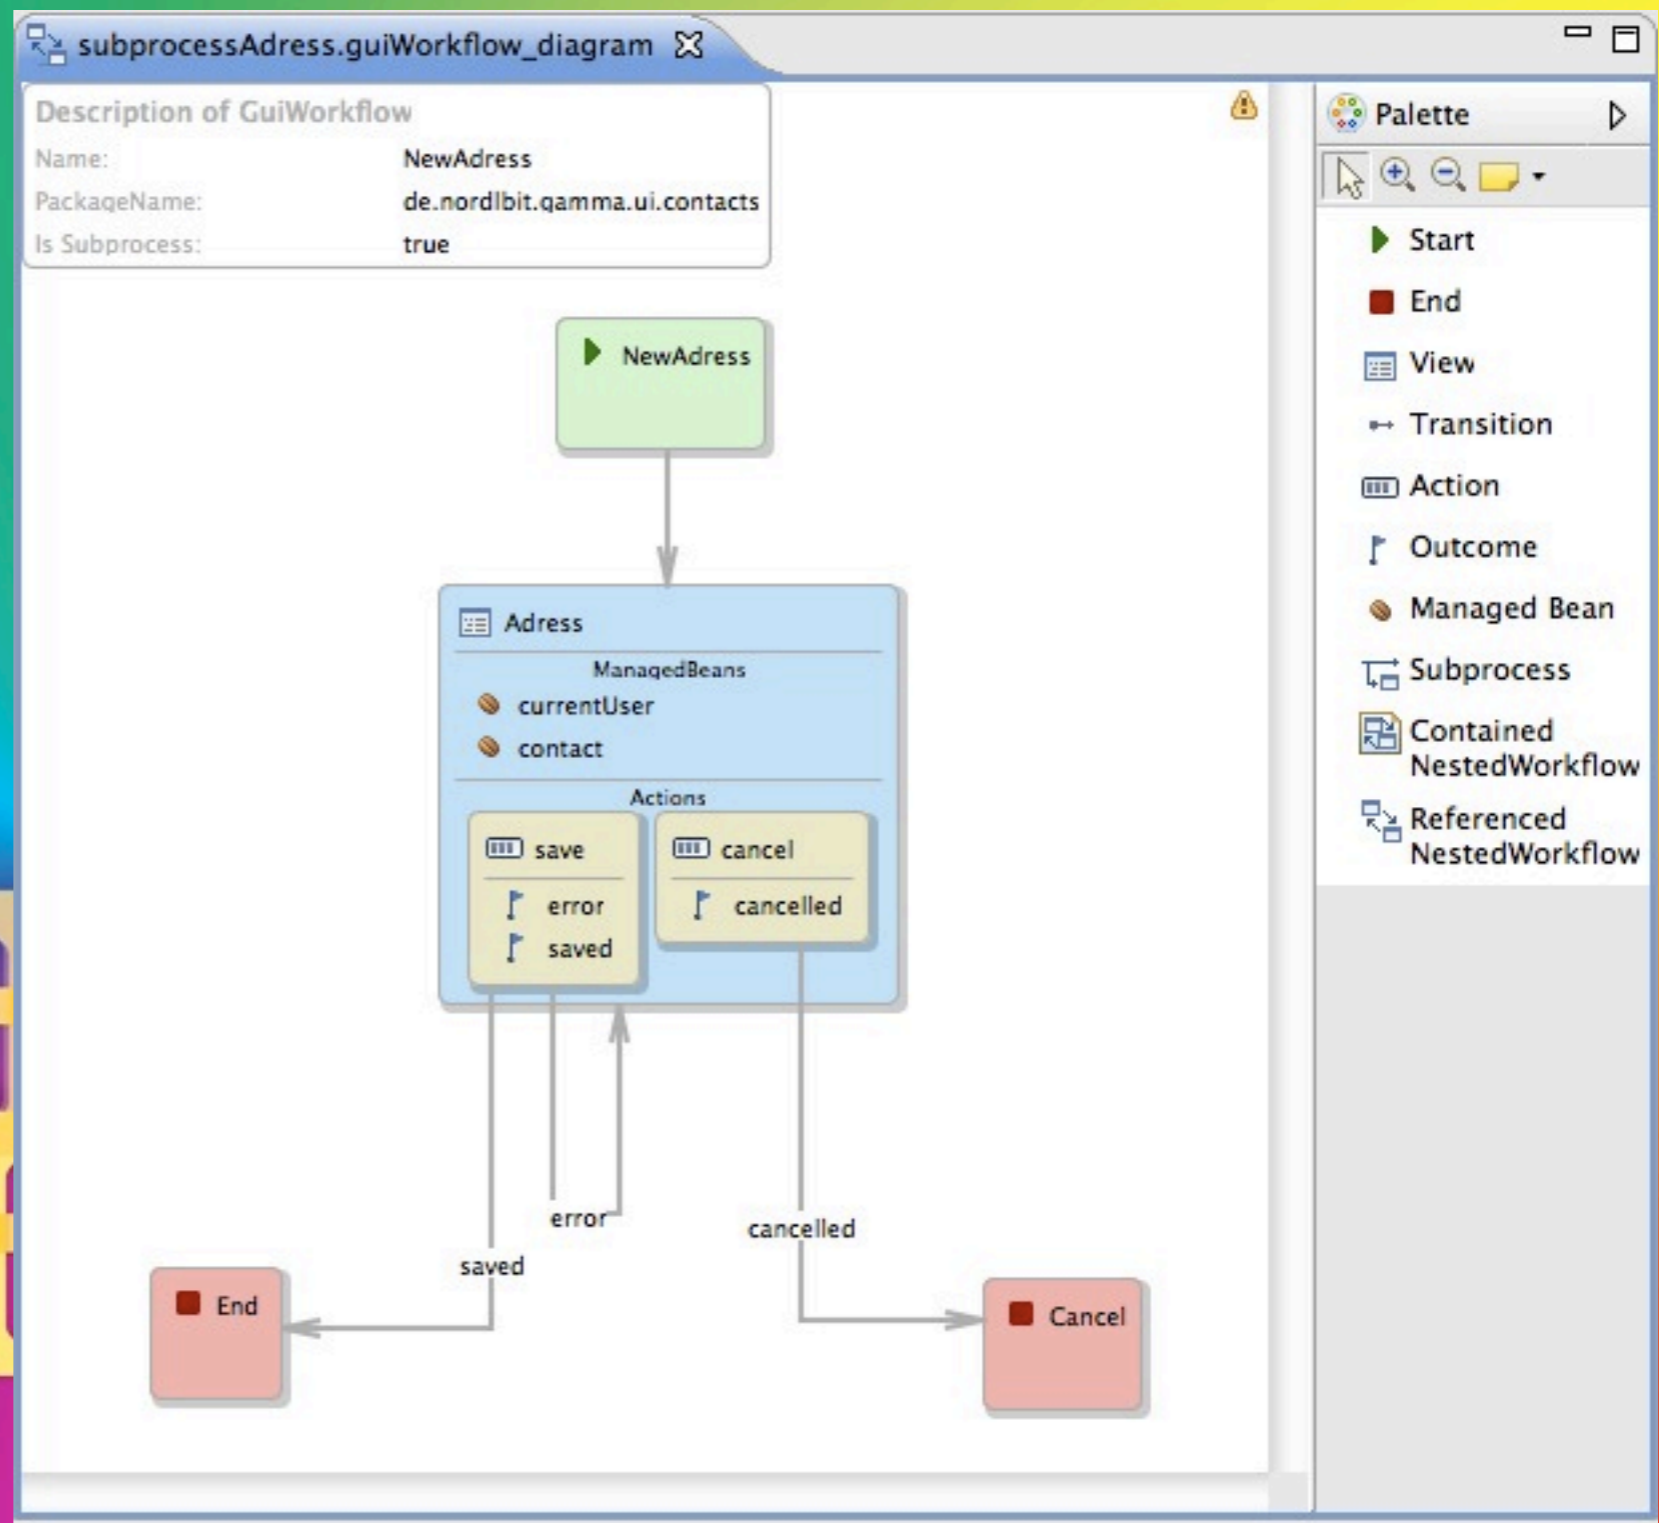 subprocessAdress.guiWorkflow_diagram
Description of GuiWorkflow
Name: NewAdress
PackageName: de.nordlbit.gamma.ui.contacts
Is Subprocess: true
NewAdress
Adress
ManagedBeans
currentUser
contact
Actions
save
error
saved
cancel
cancelled
error
cancelled
saved
End
Cancel
Palette
Start
End
View
Transition
Action
Outcome
Managed Bean
Subprocess
Contained
NestedWorkflow
Referenced
NestedWorkflow